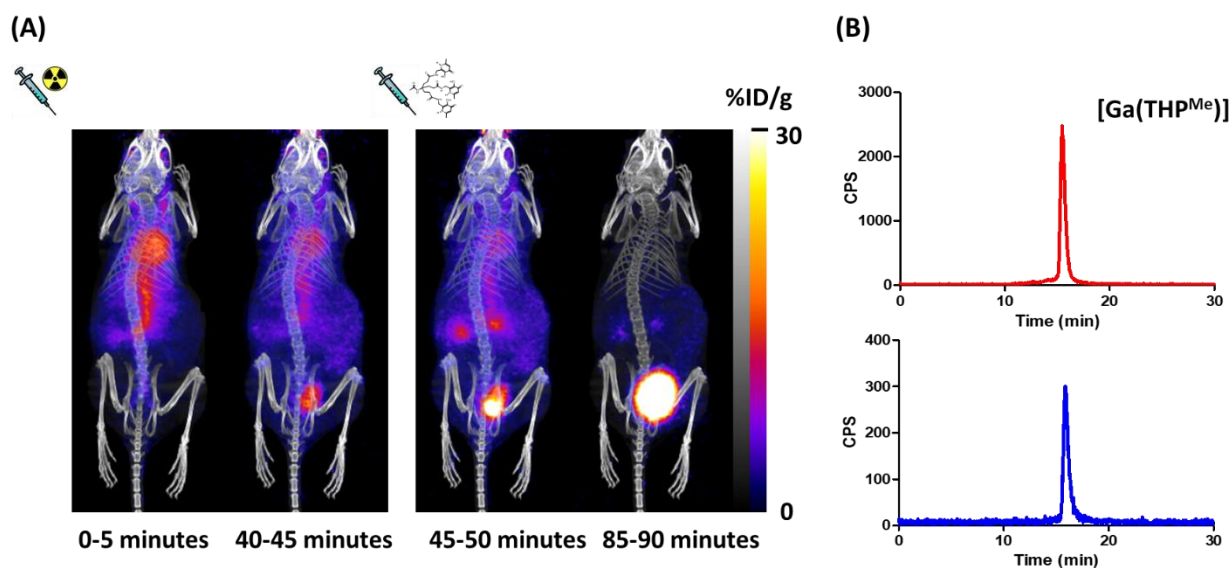 (A)
%ID/g
30
0
0-5 minutes
40-45 minutes
45-50 minutes
85-90 minutes
(B)
[Ga(THPᴹᵉ)]
CPS
3000
2000
1000
0
0
10
20
30
Time (min)
CPS
400
300
200
100
0
0
10
20
30
Time (min)